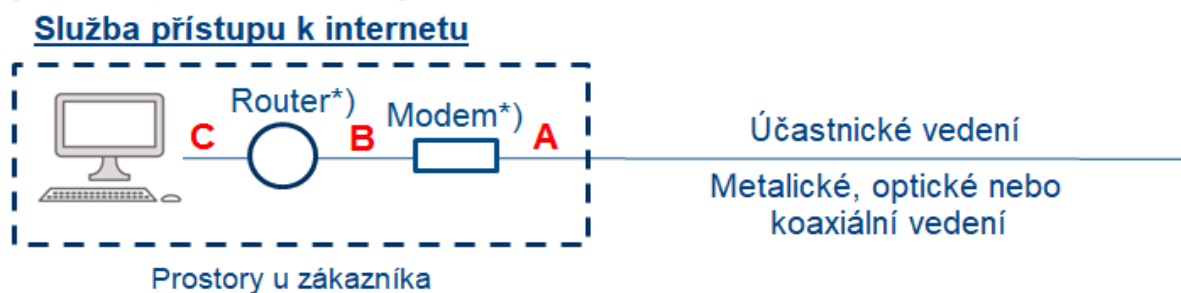 Služba přístupu k internetu
Router*)
Modem*)
C
B
A
Účastnické vedení
Metalické, optické nebo
koaxiální vedení
Prostory u zákazníka